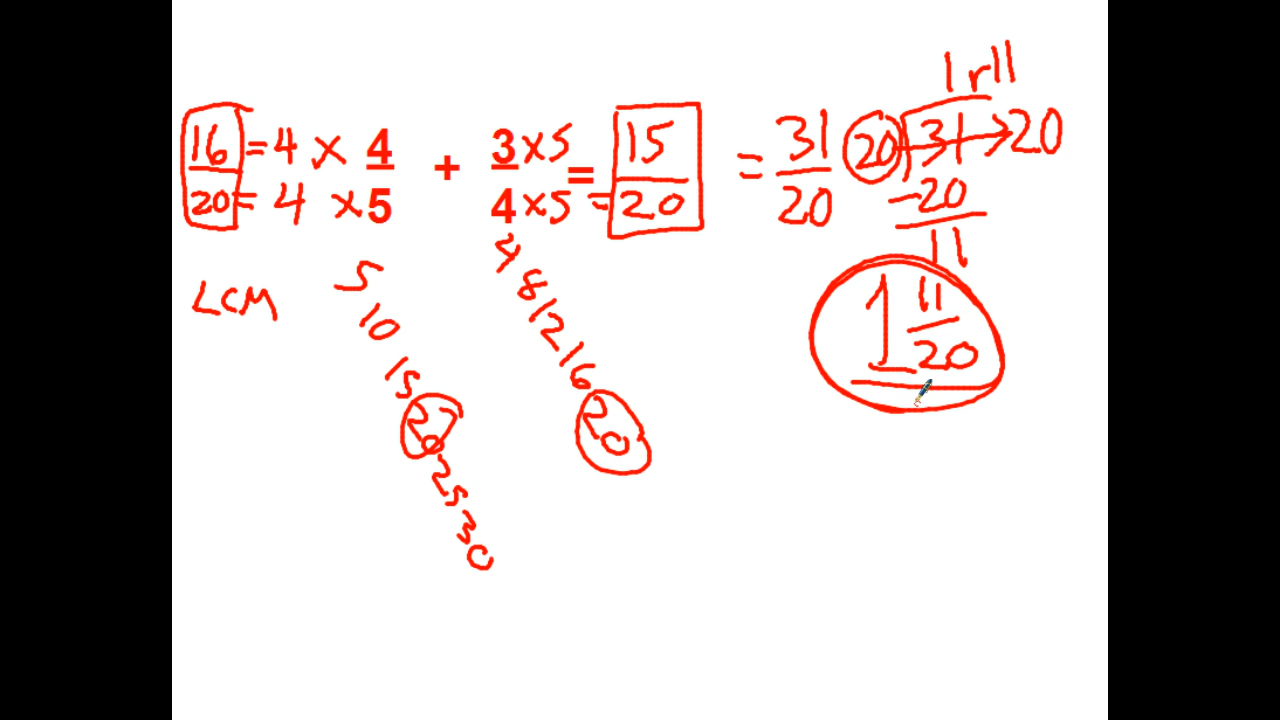 1 r11
16 = 4 × 4 + 3 × 5 = 15 = 31 20 31 → 20
20 = 4 × 5 4 × 5 = 20 20 - 20
11
LCM 5 4 1 11
10 8 20
15 12
20 16
25 20
30